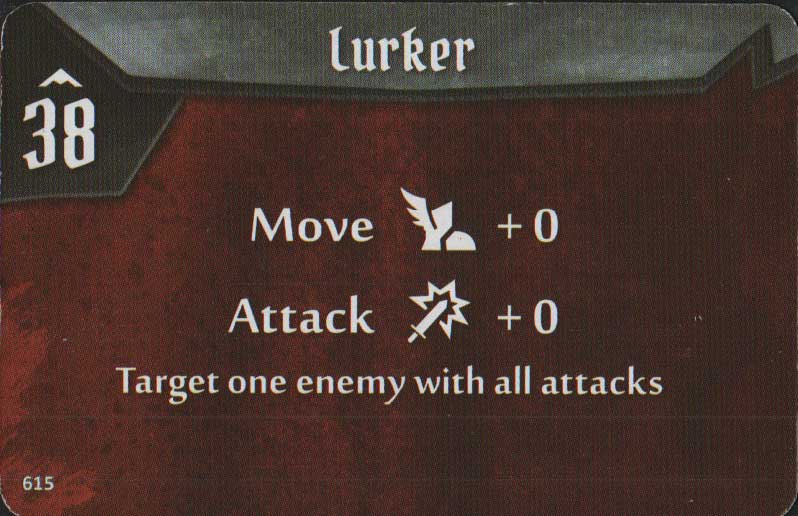 Lurker
38
Move + 0
Attack + 0
Target one enemy with all attacks
615